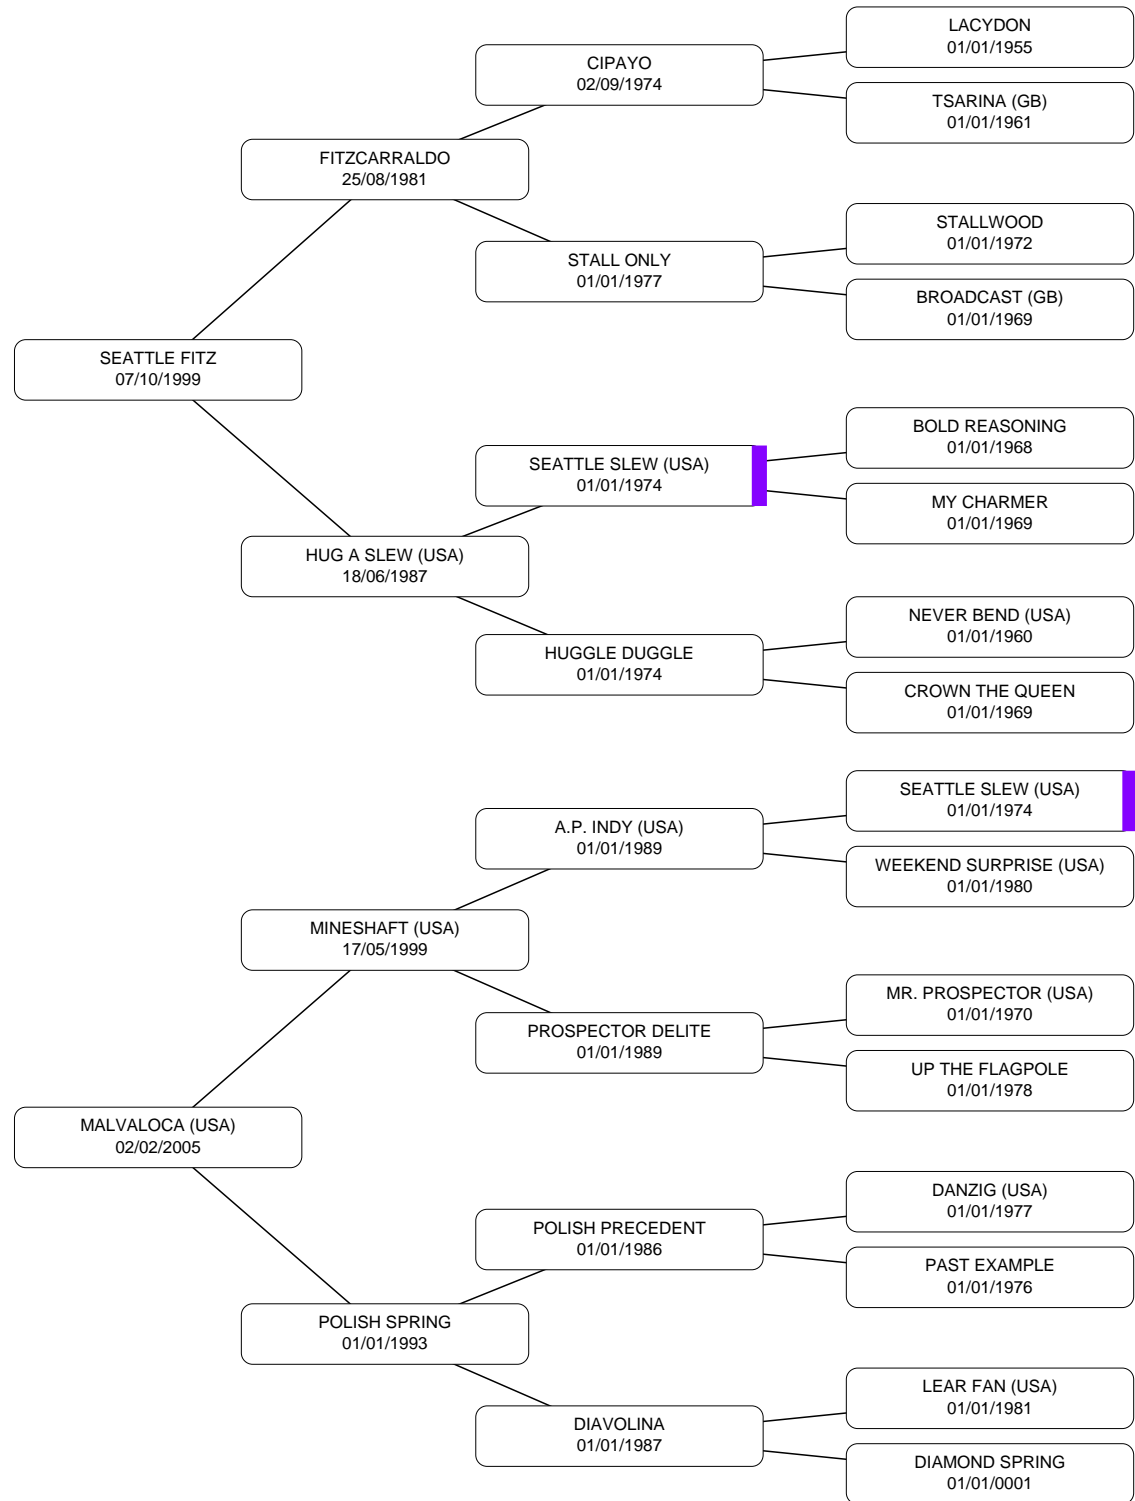 LACYDON
01/01/1955
CIPAYO
02/09/1974
TSARINA (GB)
01/01/1961
FITZCARRALDO
25/08/1981
STALLWOOD
01/01/1972
STALL ONLY
01/01/1977
BROADCAST (GB)
01/01/1969
SEATTLE FITZ
07/10/1999
BOLD REASONING
01/01/1968
SEATTLE SLEW (USA)
01/01/1974
MY CHARMER
01/01/1969
HUG A SLEW (USA)
18/06/1987
NEVER BEND (USA)
01/01/1960
HUGGLE DUGGLE
01/01/1974
CROWN THE QUEEN
01/01/1969
SEATTLE SLEW (USA)
01/01/1974
A.P. INDY (USA)
01/01/1989
WEEKEND SURPRISE (USA)
01/01/1980
MINESHAFT (USA)
17/05/1999
MR. PROSPECTOR (USA)
01/01/1970
PROSPECTOR DELITE
01/01/1989
UP THE FLAGPOLE
01/01/1978
MALVALOCA (USA)
02/02/2005
DANZIG (USA)
01/01/1977
POLISH PRECEDENT
01/01/1986
PAST EXAMPLE
01/01/1976
POLISH SPRING
01/01/1993
LEAR FAN (USA)
01/01/1981
DIAVOLINA
01/01/1987
DIAMOND SPRING
01/01/0001